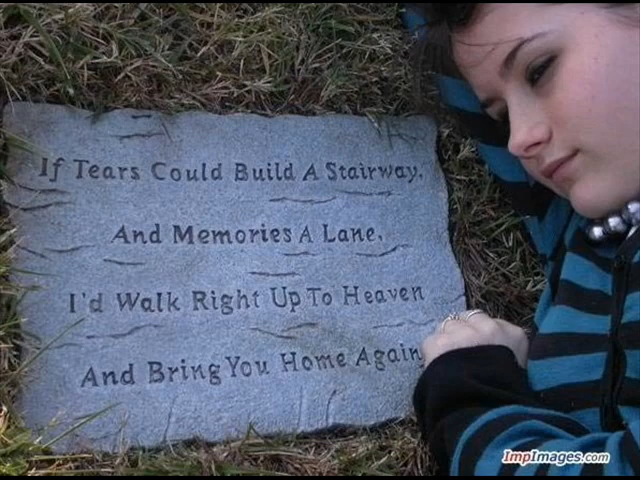 If Tears Could Build A Stairway,
And Memories A Lane,
I'd Walk Right Up To Heaven
And Bring You Home Again
ImpImages.com